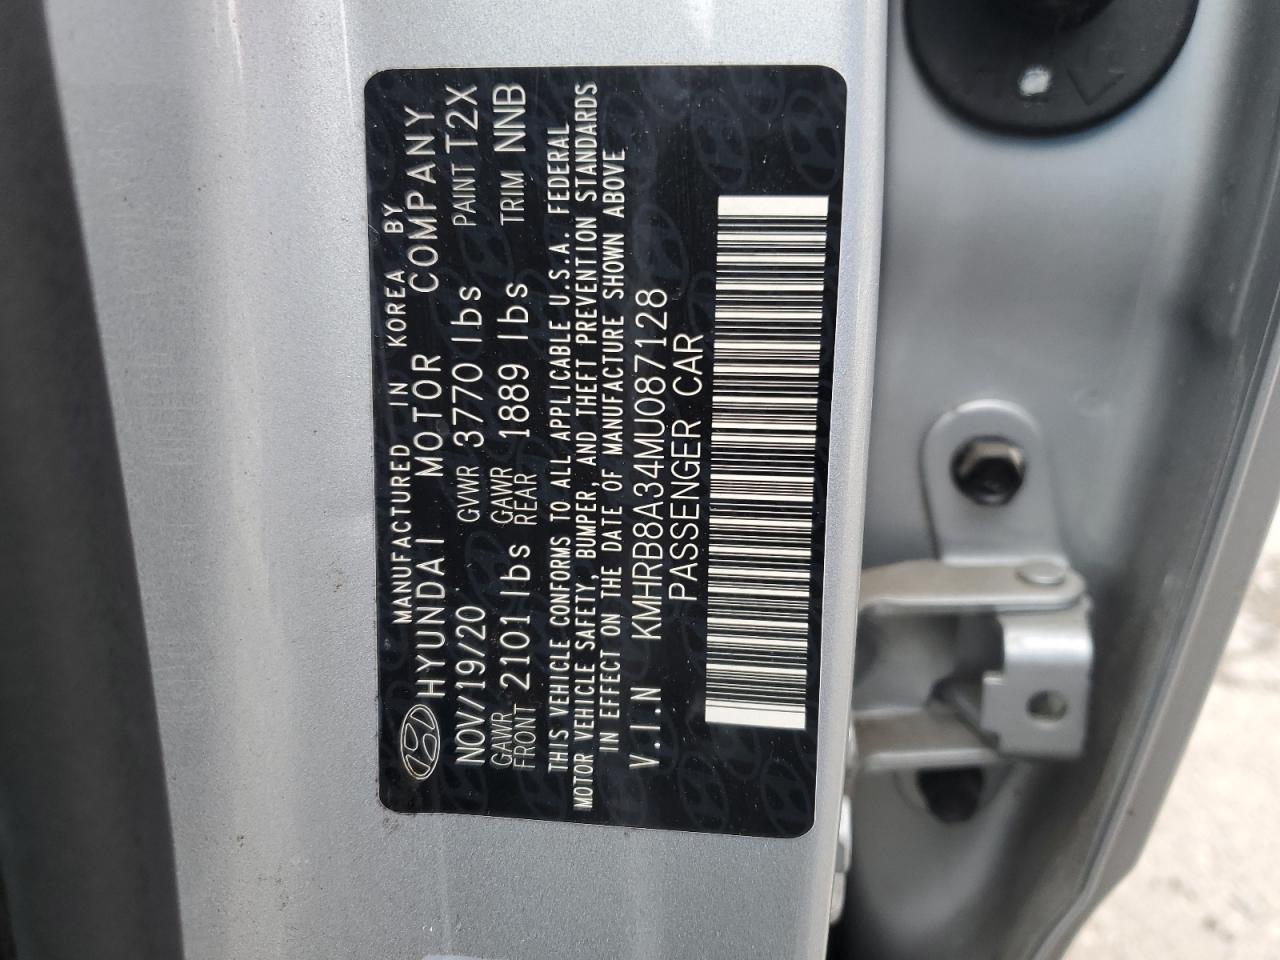 MANUFACTURED IN KOREA BY
HYUNDAI MOTOR COMPANY
NOV/19/20 GVWR 3770 lbs PAINT T2X
GAWR FRONT 2101 lbs GAWR REAR 1889 lbs TRIM NNB
THIS VEHICLE CONFORMS TO ALL APPLICABLE U.S.A. FEDERAL
MOTOR VEHICLE SAFETY, BUMPER, AND THEFT PREVENTION STANDARDS
IN EFFECT ON THE DATE OF MANUFACTURE SHOWN ABOVE
V.I.N KMHRB8A34MU087128
PASSENGER CAR